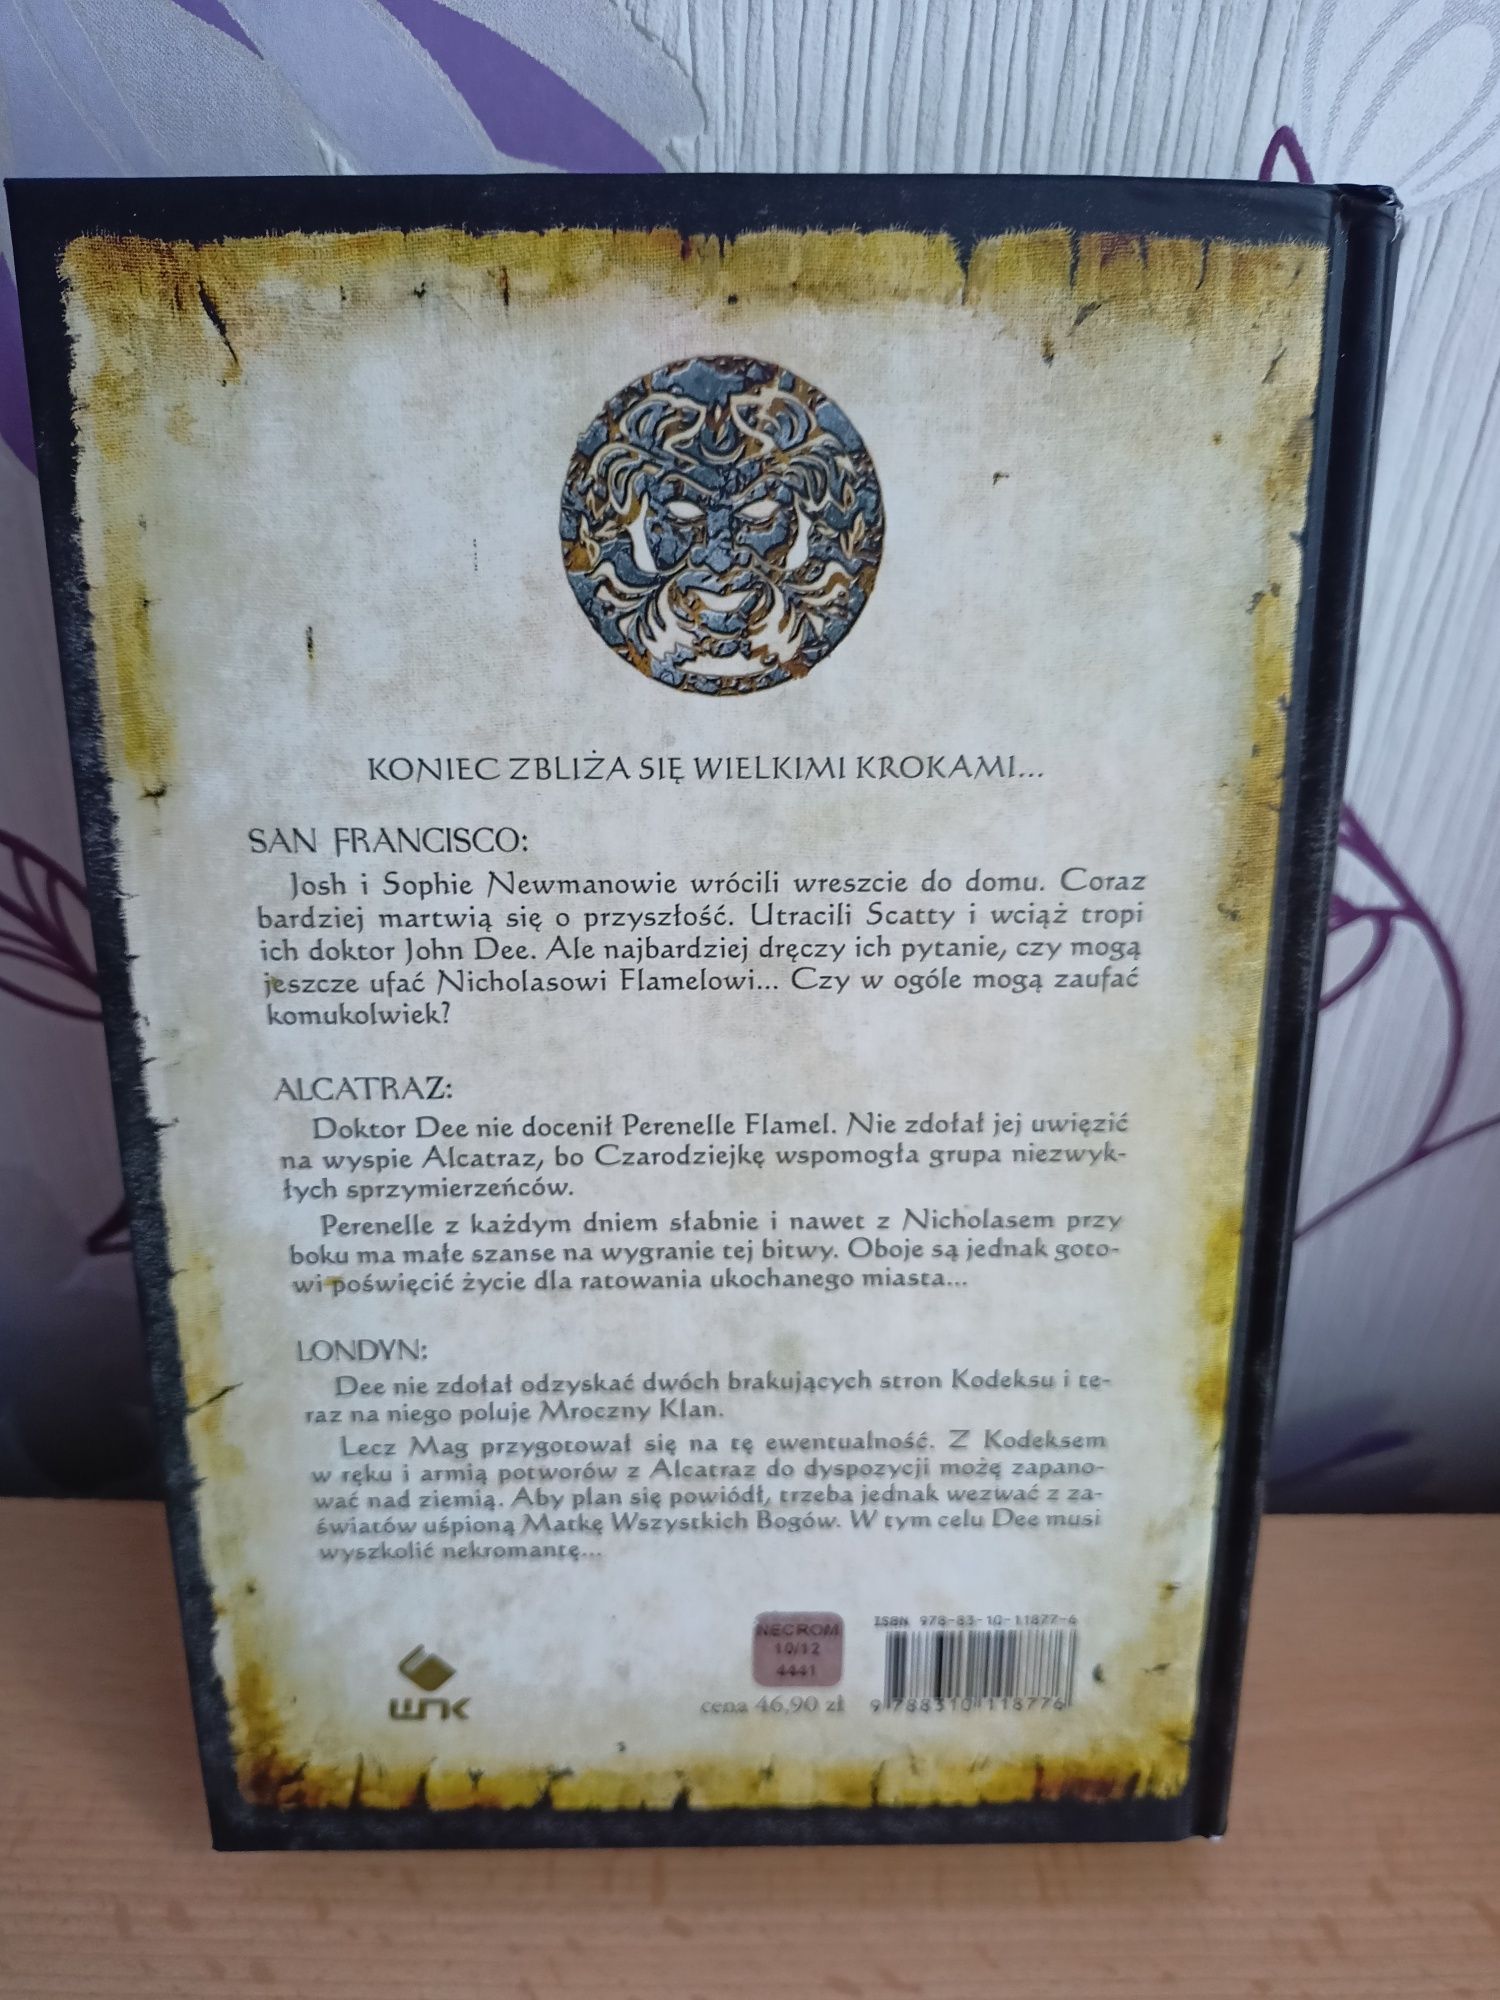 KONIEC ZBLIŻA SIĘ WIELKIMI KROKAMI...
SAN FRANCISCO:
Josh i Sophie Newmanowie wrócili wreszcie do domu. Coraz
bardziej martwią się o przyszłość. Utracili Scatty i wciąż tropi
ich doktor John Dee. Ale najbardziej dręczy ich pytanie, czy mogą
jeszcze ufać Nicholasowi Flamelowi... Czy w ogóle mogą zaufać
komukolwiek?
ALCATRAZ:
Doktor Dee nie docenił Perenelle Flamel. Nie zdołał jej uwięzić
na wyspie Alcatraz, bo Czarodziejkę wspomogła grupa niezwyk-
łych sprzymierzeńców.
Perenelle z każdym dniem słabnie i nawet z Nicholasem przy
boku ma małe szanse na wygranie tej bitwy. Oboje są jednak goto-
wi poświęcić życie dla ratowania ukochanego miasta...
LONDYN:
Dee nie zdołał odzyskać dwóch brakujących stron Kodeksu i te-
raz na niego poluje Mroczny Klan.
Lecz Mag przygotował się na tę ewentualność. Z Kodeksem
w ręku i armią potworów z Alcatraz do dyspozycji możę zapano-
wać nad ziemią. Aby plan się powiódł, trzeba jednak wezwać z za-
światów uśpioną Matkę Wszystkich Bogów. W tym celu Dee musi
wyszkolić nekromantę...
NECROM
10/12
4441
ISBN 978-83-10-11877-6
cena 46,90 zł
9 788310 118776